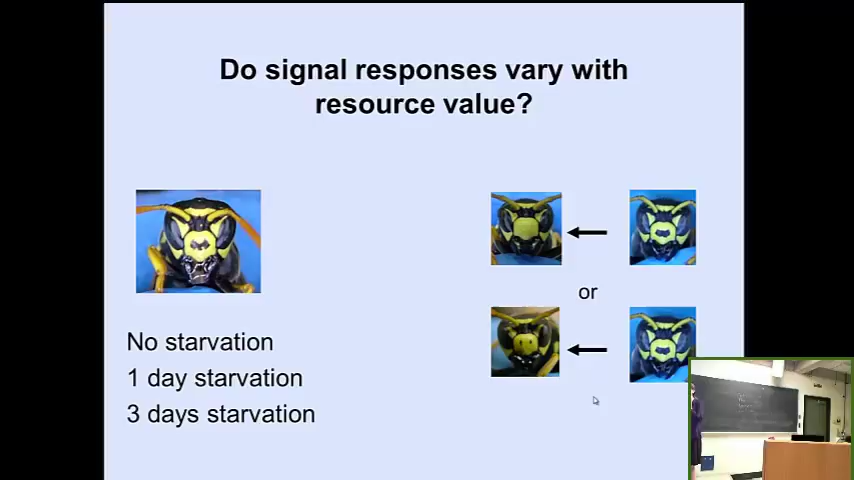 Do signal responses vary with
resource value?
or
No starvation
1 day starvation
3 days starvation